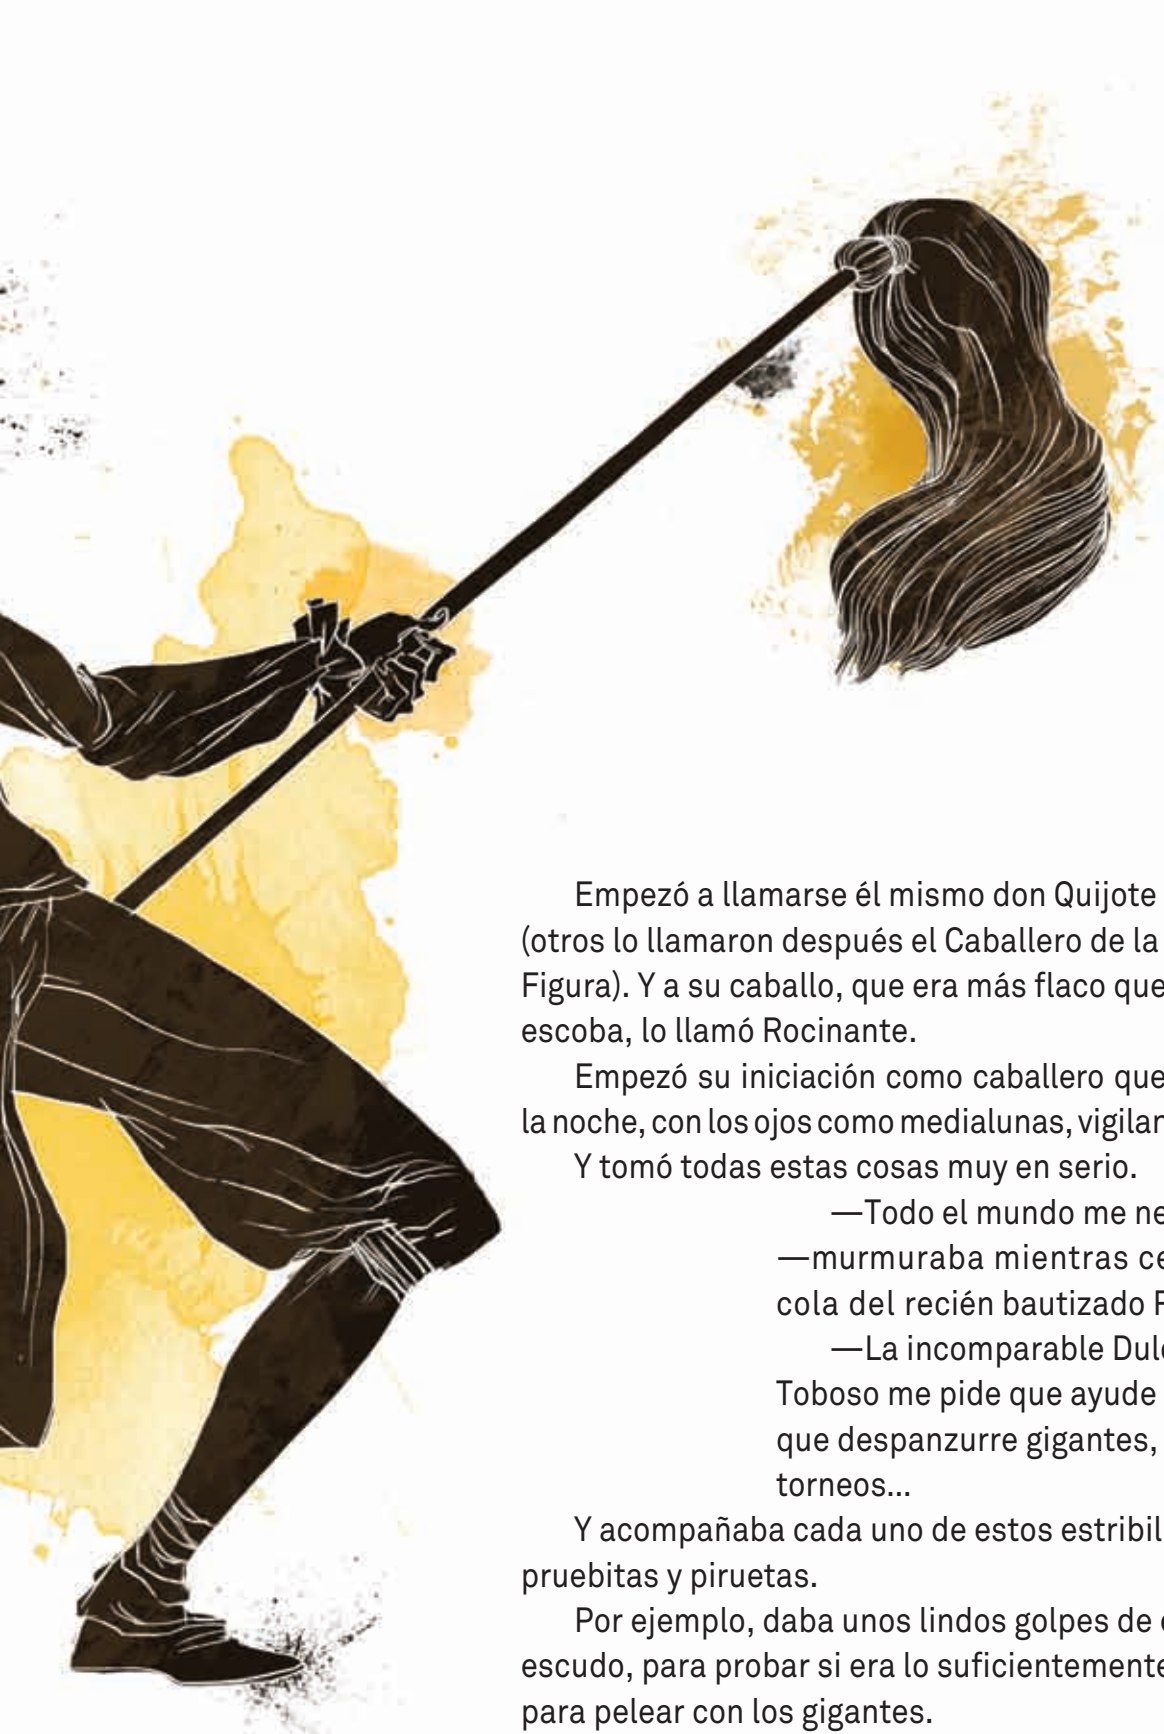 Empezó a llamarse él mismo don Quijote
(otros lo llamaron después el Caballero de la
Figura). Y a su caballo, que era más flaco que
escoba, lo llamó Rocinante.
Empezó su iniciación como caballero que
la noche, con los ojos como medialunas, vigilan
Y tomó todas estas cosas muy en serio.
—Todo el mundo me ne
—murmuraba mientras ce
cola del recién bautizado
—La incomparable Dulc
Toboso me pide que ayude
que despanzurre gigantes,
torneos...
Y acompañaba cada uno de estos estribil
pruebitas y piruetas.
Por ejemplo, daba unos lindos golpes de
escudo, para probar si era lo suficientemente
para pelear con los gigantes.